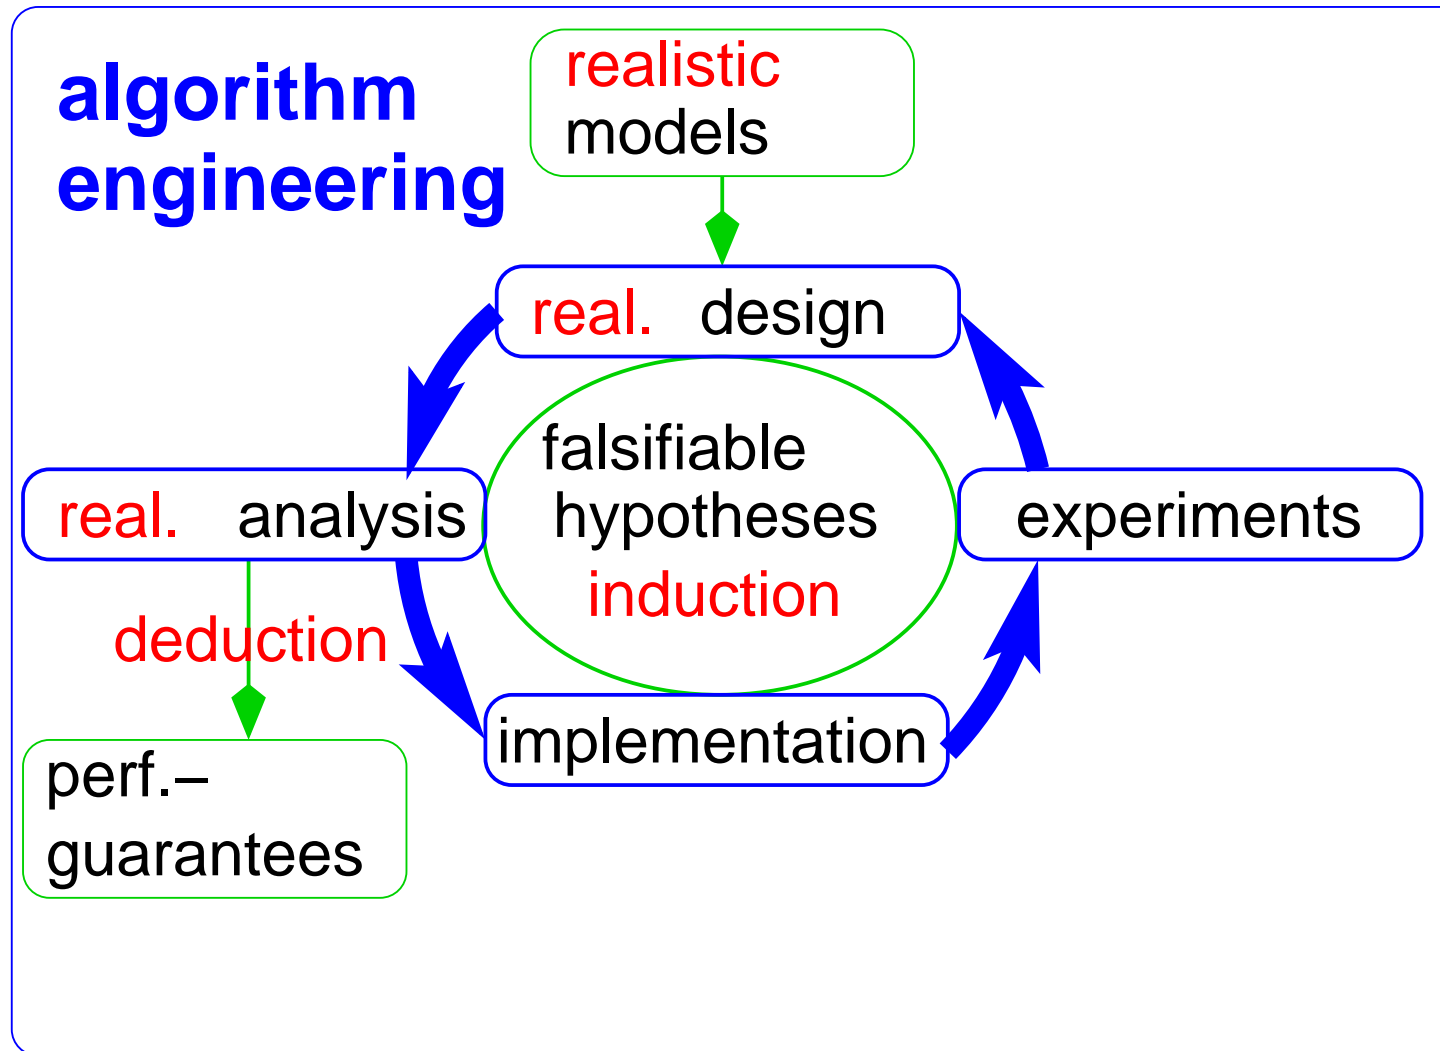 algorithm
engineering
realistic
models
real. design
falsifiable
hypotheses
induction
real. analysis
experiments
deduction
implementation
perf.–
guarantees